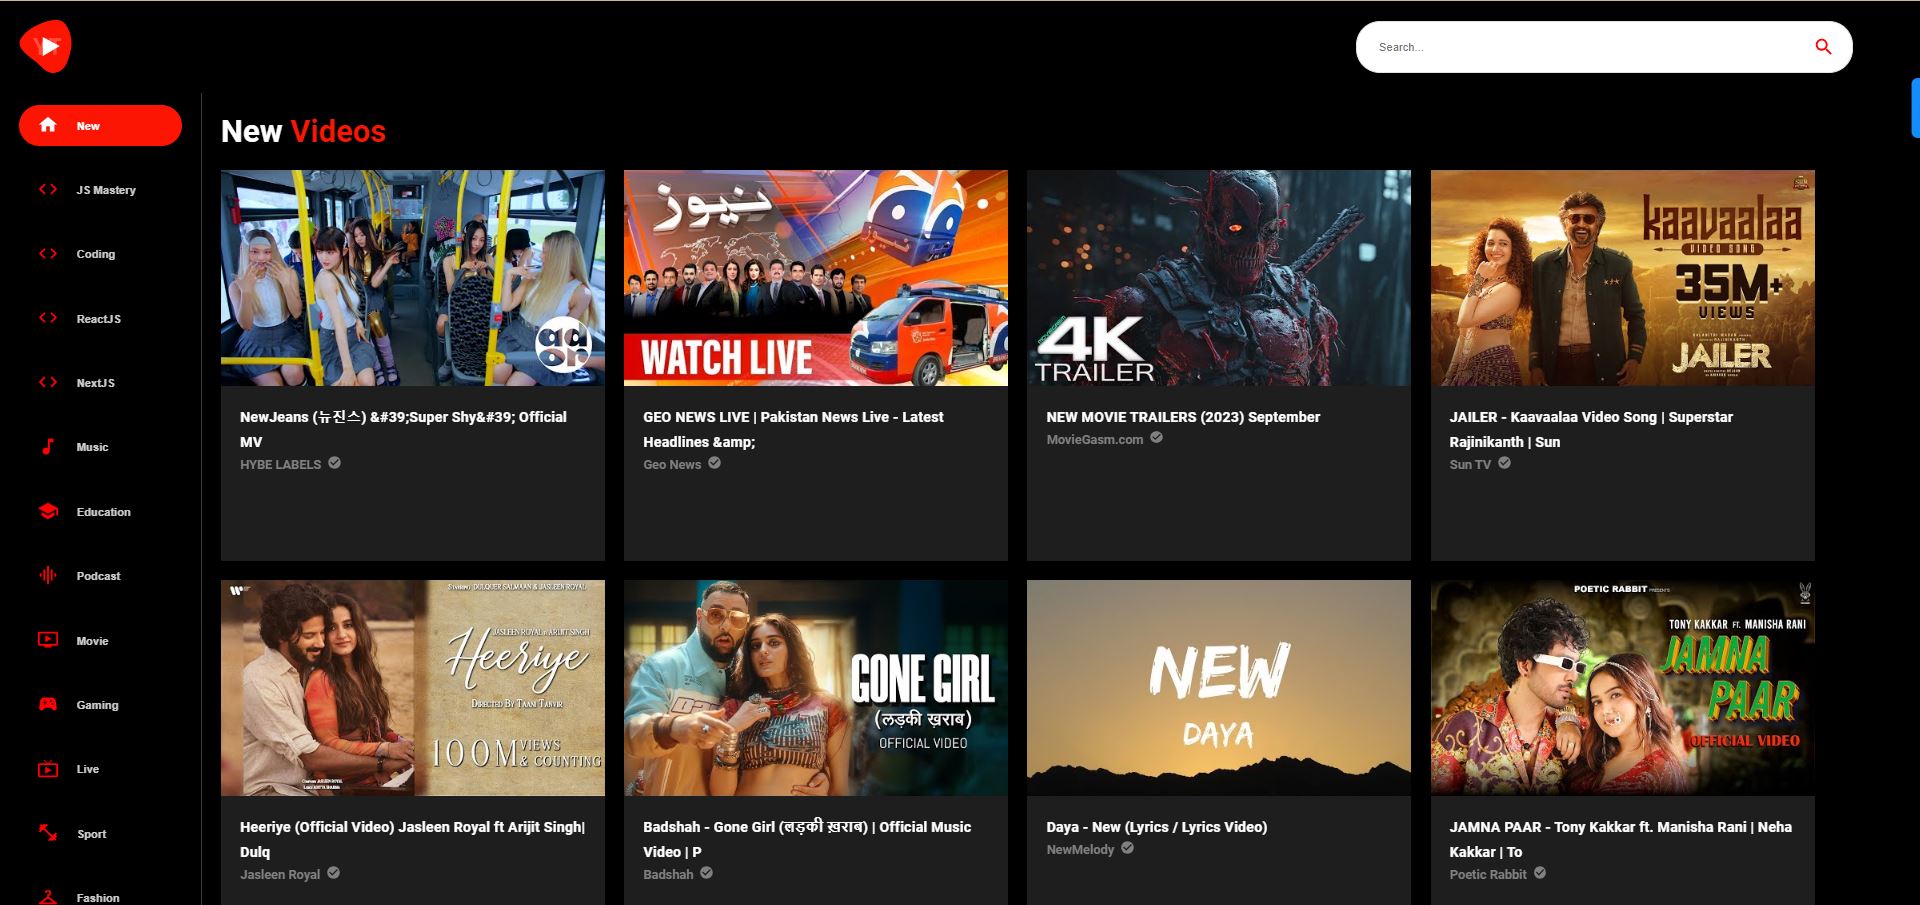 YT
Search...
New
JS Mastery
Coding
ReactJS
NextJS
Music
Education
Podcast
Movie
Gaming
Live
Sport
Fashion
New Videos
نیوز
WATCH LIVE
4K
TRAILER
kaavaalaa
VIDEO SONG
35M+
VIEWS
JAILER
NewJeans (뉴진스) &#39;Super Shy&#39; Official
MV
HYBE LABELS
GEO NEWS LIVE | Pakistan News Live - Latest
Headlines &amp;
Geo News
NEW MOVIE TRAILERS (2023) September
MovieGasm.com
JAILER - Kaavaalaa Video Song | Superstar
Rajinikanth | Sun
Sun TV
STARRING DULQUER SALMAAN & JASLEEN ROYAL
JASLEEN ROYAL FT ARIJIT SINGH
Heeriye
DIRECTED BY TAANI TANVIR
100M VIEWS
& COUNTING
GONE GIRL
(लड़की ख़राब)
OFFICIAL VIDEO
NEW
DAYA
POETIC RABBIT PRESENTS
TONY KAKKAR FT. MANISHA RANI
JAMNA
PAAR
OFFICIAL VIDEO
Heeriye (Official Video) Jasleen Royal ft Arijit Singh|
Dulq
Jasleen Royal
Badshah - Gone Girl (लड़की ख़राब) | Official Music
Video | P
Badshah
Daya - New (Lyrics / Lyrics Video)
NewMelody
JAMNA PAAR - Tony Kakkar ft. Manisha Rani | Neha
Kakkar | To
Poetic Rabbit